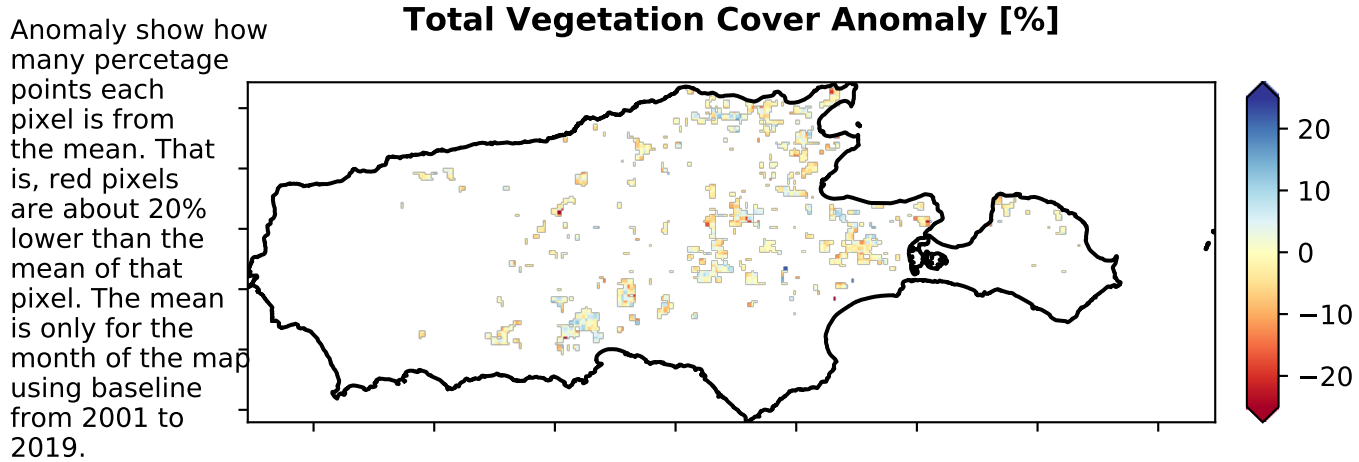 Total Vegetation Cover Anomaly [%]
Anomaly show how
many percetage
points each
pixel is from
the mean. That
is, red pixels
are about 20%
lower than the
mean of that
pixel. The mean
is only for the
month of the map
using baseline
from 2001 to
2019.
20
10
0
−10
−20